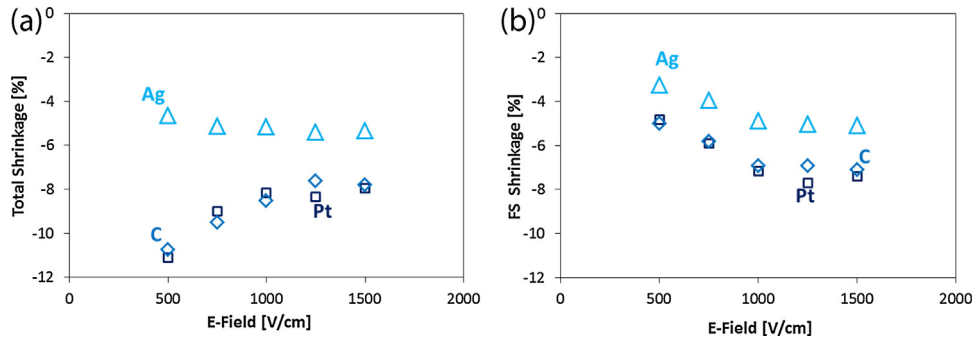 (a)
0
-2
-4
-6
-8
-10
-12
Total Shrinkage [%]
Ag
C
Pt
0 500 1000 1500 2000
E-Field [V/cm]
(b)
0
-2
-4
-6
-8
-10
-12
FS Shrinkage [%]
Ag
C
Pt
0 500 1000 1500 2000
E-Field [V/cm]